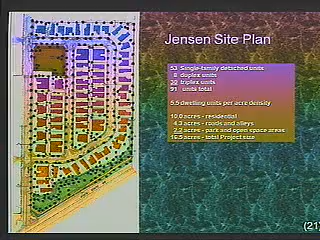 Jensen Site Plan
53 Single-family detached units
8 duplex units
30 triplex units
91 units total
5.5 dwelling units per acre density
10.0 acres - residential
4.3 acres - roads and alleys
2.2 acres - park and open space areas
16.5 acres - total Project size
(21